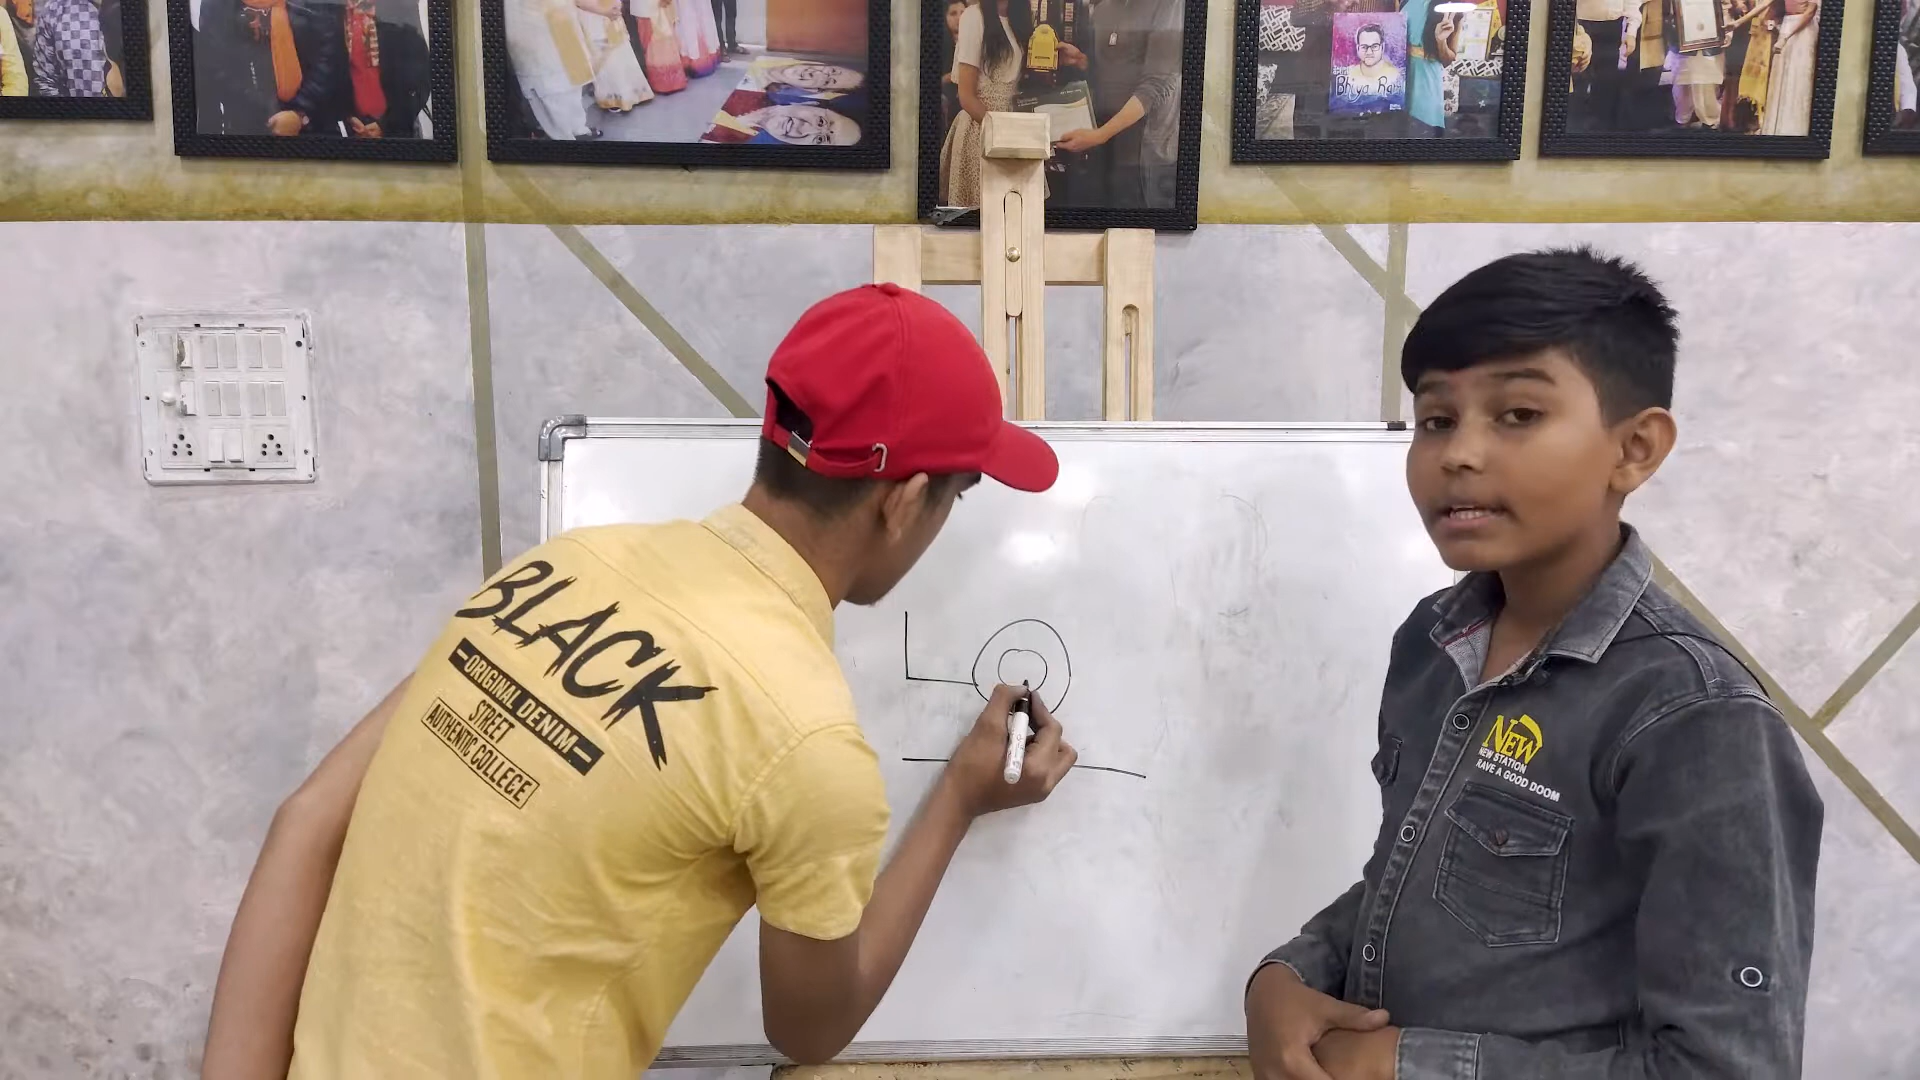 Bhiya Ram
BLACK
ORIGINAL DENIM
STREET
AUTHENTIC COLLEGE
NEW
NEW STATION
RAVE A GOOD DOOM